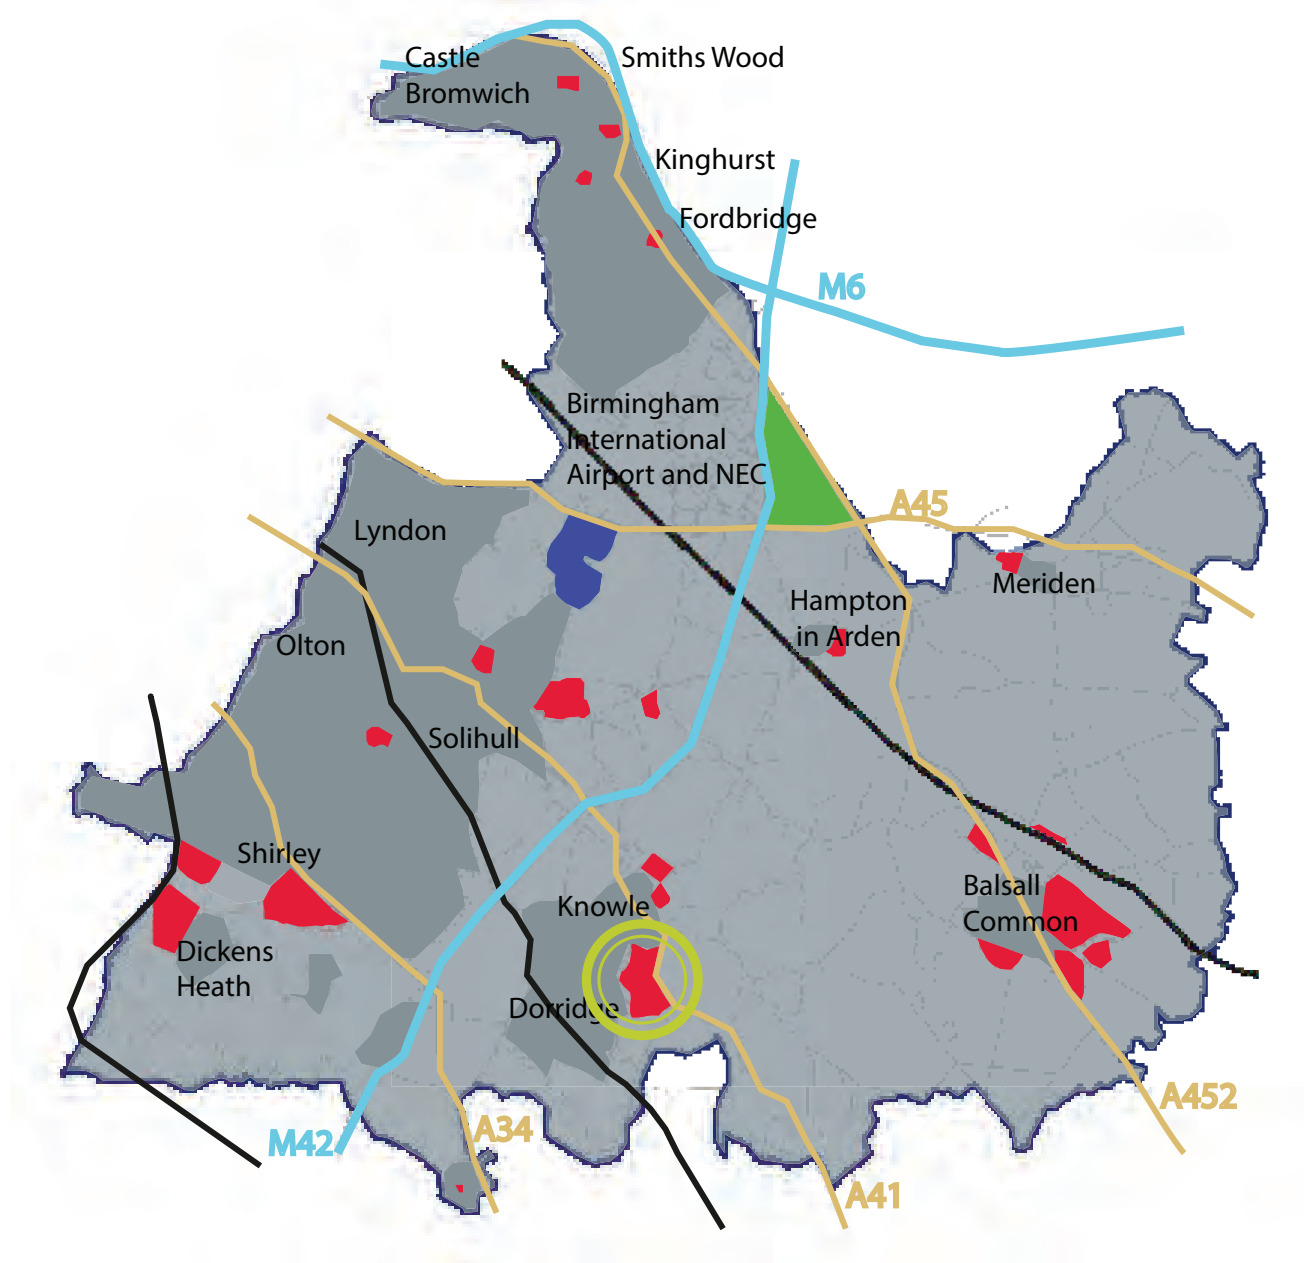 Castle
Bromwich
Smiths Wood
Kinghurst
Fordbridge
M6
Birmingham
International
Airport and NEC
A45
Lyndon
Meriden
Hampton
in Arden
Olton
Solihull
Shirley
Balsall
Common
Knowle
Dickens
Heath
Dorridge
A452
A34
M42
A41